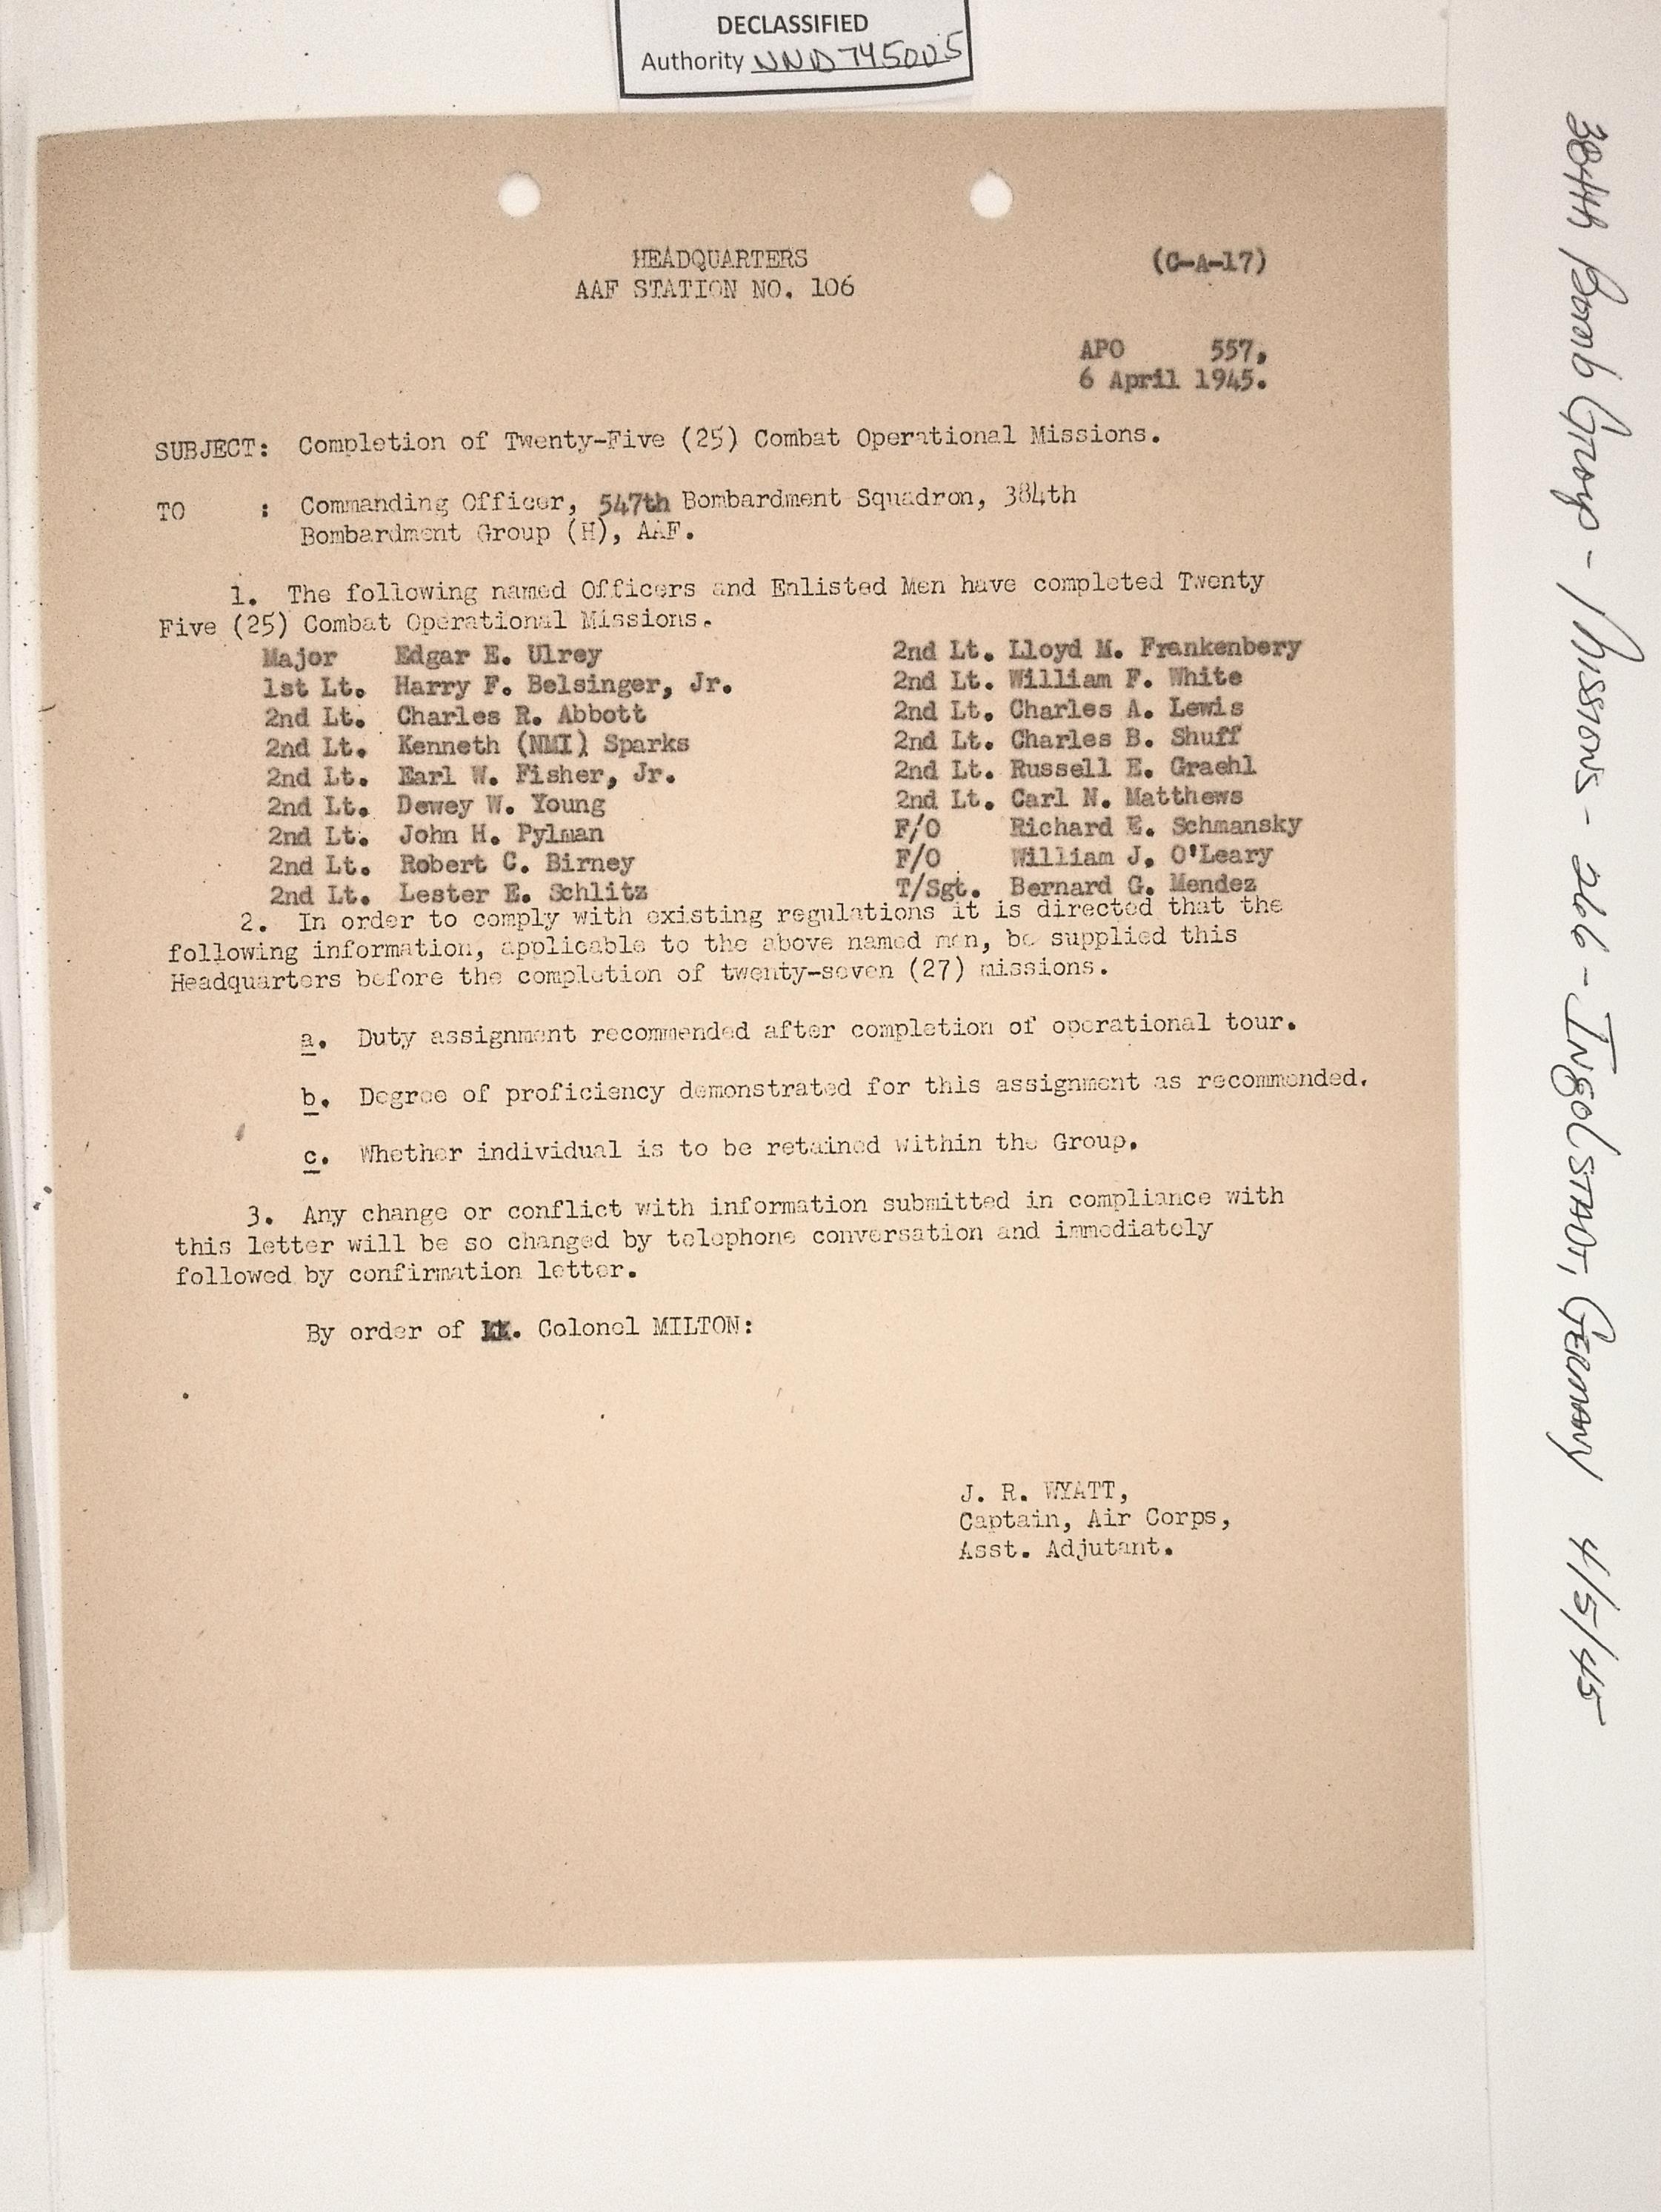 DECLASSIFIED
Authority NND 745005
HEADQUARTERS
AAF STATION NO. 106
(C-A-17)
APO 557,
6 April 1945.
SUBJECT: Completion of Twenty-Five (25) Combat Operational Missions.
TO : Commanding Officer, 547th Bombardment Squadron, 384th
Bombardment Group (H), AAF.
1. The following named Officers and Enlisted Men have completed Twenty
Five (25) Combat Operational Missions.
Major Edgar E. Ulrey
1st Lt. Harry F. Belsinger, Jr.
2nd Lt. Charles R. Abbott
2nd Lt. Kenneth (NMI) Sparks
2nd Lt. Earl W. Fisher, Jr.
2nd Lt. Dewey W. Young
2nd Lt. John H. Pylman
2nd Lt. Robert C. Birney
2nd Lt. Lester E. Schlitz
2nd Lt. Lloyd M. Frankenbery
2nd Lt. William F. White
2nd Lt. Charles A. Lewis
2nd Lt. Charles B. Shuff
2nd Lt. Russell E. Graehl
2nd Lt. Carl N. Matthews
F/O Richard E. Schmansky
F/O William J. O'Leary
T/Sgt. Bernard G. Mendez
2. In order to comply with existing regulations it is directed that the
following information, applicable to the above named men, be supplied this
Headquarters before the completion of twenty-seven (27) missions.
a. Duty assignment recommended after completion of operational tour.
b. Degree of proficiency demonstrated for this assignment as recommended.
c. Whether individual is to be retained within the Group.
3. Any change or conflict with information submitted in compliance with
this letter will be so changed by telephone conversation and immediately
followed by confirmation letter.
By order of Colonel MILTON:
J. R. WYATT,
Captain, Air Corps,
Asst. Adjutant.
384th Bomb Group - Missions - 266 - Ingolstadt, Germany 4/5/45